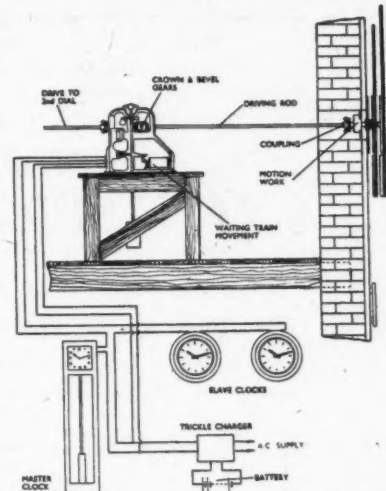 CROWN & BEVEL
GEARS
DRIVE TO
2nd DIAL
DRIVING ROD
COUPLING
MOTION
WORK
WAITING TRAIN
MOVEMENT
SLAVE CLOCKS
TRICKLE CHARGER
A.C. SUPPLY
BATTERY
MASTER
CLOCK